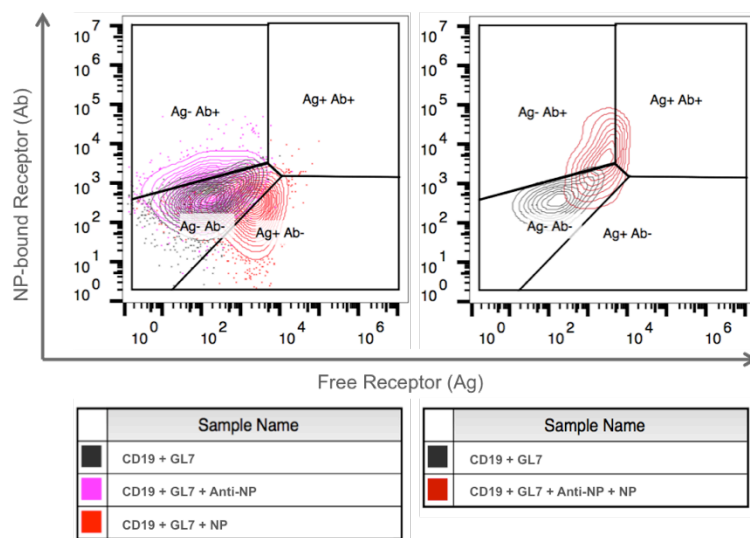 NP-bound Receptor (Ab)
10^7
10^6
10^5
10^4
10^3
10^2
10^1
10^0
Ag- Ab+
Ag+ Ab+
Ag- Ab-
Ag+ Ab-
10^0
10^2
10^4
10^6
10^7
10^6
10^5
10^4
10^3
10^2
10^1
10^0
Ag- Ab+
Ag+ Ab+
Ag- Ab-
Ag+ Ab-
10^0
10^2
10^4
10^6
Free Receptor (Ag)
Sample Name
CD19 + GL7
CD19 + GL7 + Anti-NP
CD19 + GL7 + NP
Sample Name
CD19 + GL7
CD19 + GL7 + Anti-NP + NP